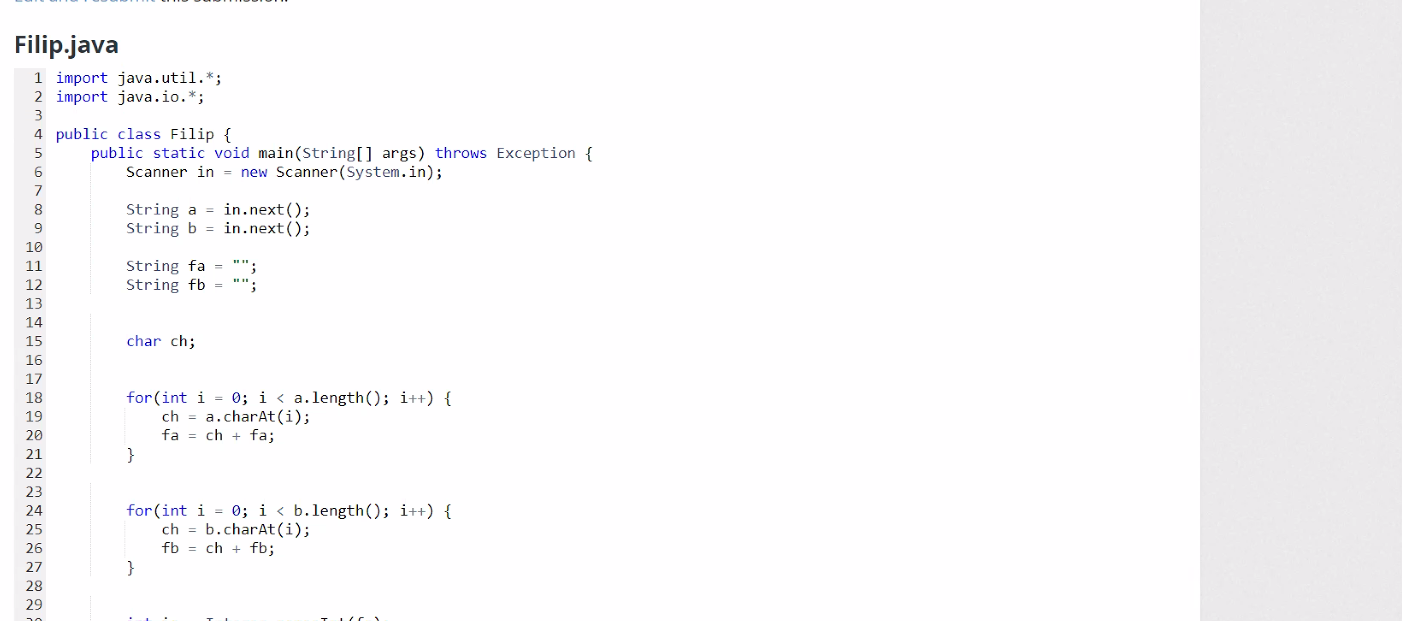 this submission.
Filip.java
1 import java.util.*;
2 import java.io.*;
3
4 public class Filip {
5 public static void main(String[] args) throws Exception {
6 Scanner in = new Scanner(System.in);
7
8 String a = in.next();
9 String b = in.next();
10
11 String fa = "";
12 String fb = "";
13
14
15 char ch;
16
17
18 for(int i = 0; i < a.length(); i++) {
19 ch = a.charAt(i);
20 fa = ch + fa;
21 }
22
23
24 for(int i = 0; i < b.length(); i++) {
25 ch = b.charAt(i);
26 fb = ch + fb;
27 }
28
29